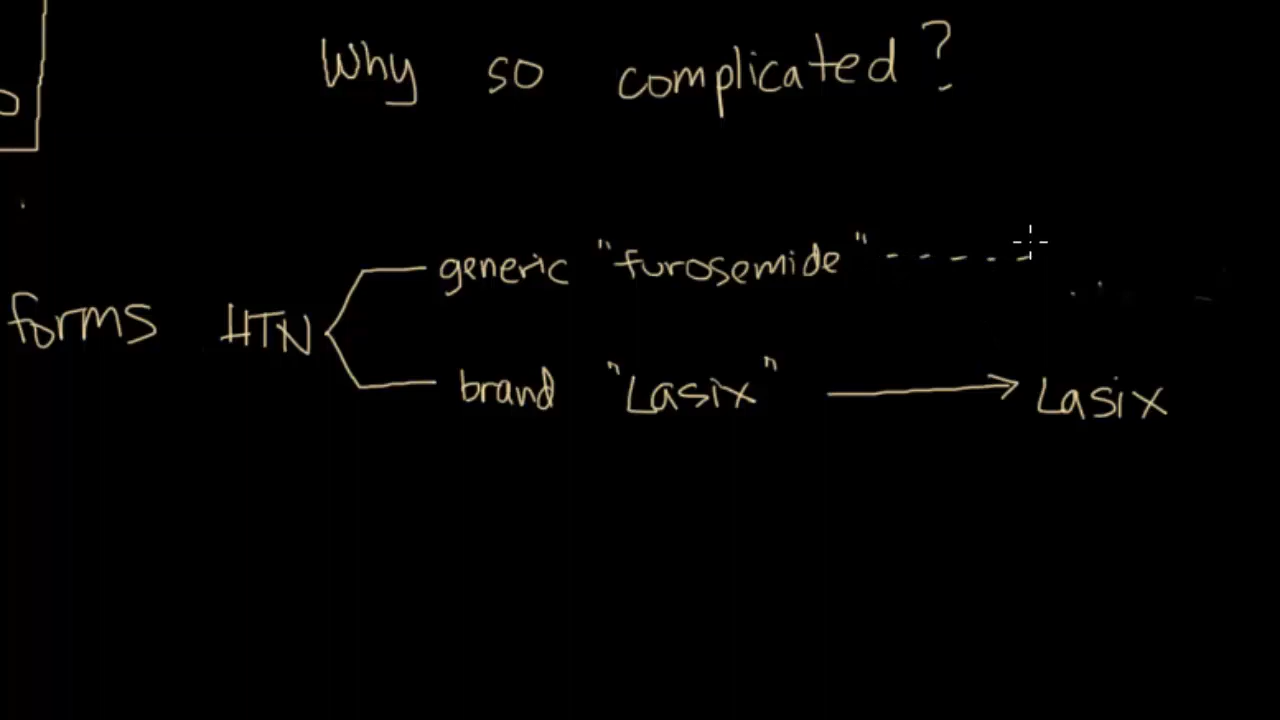 Why so complicated?
generic "furosemide"
forms HTN
brand "Lasix" Lasix